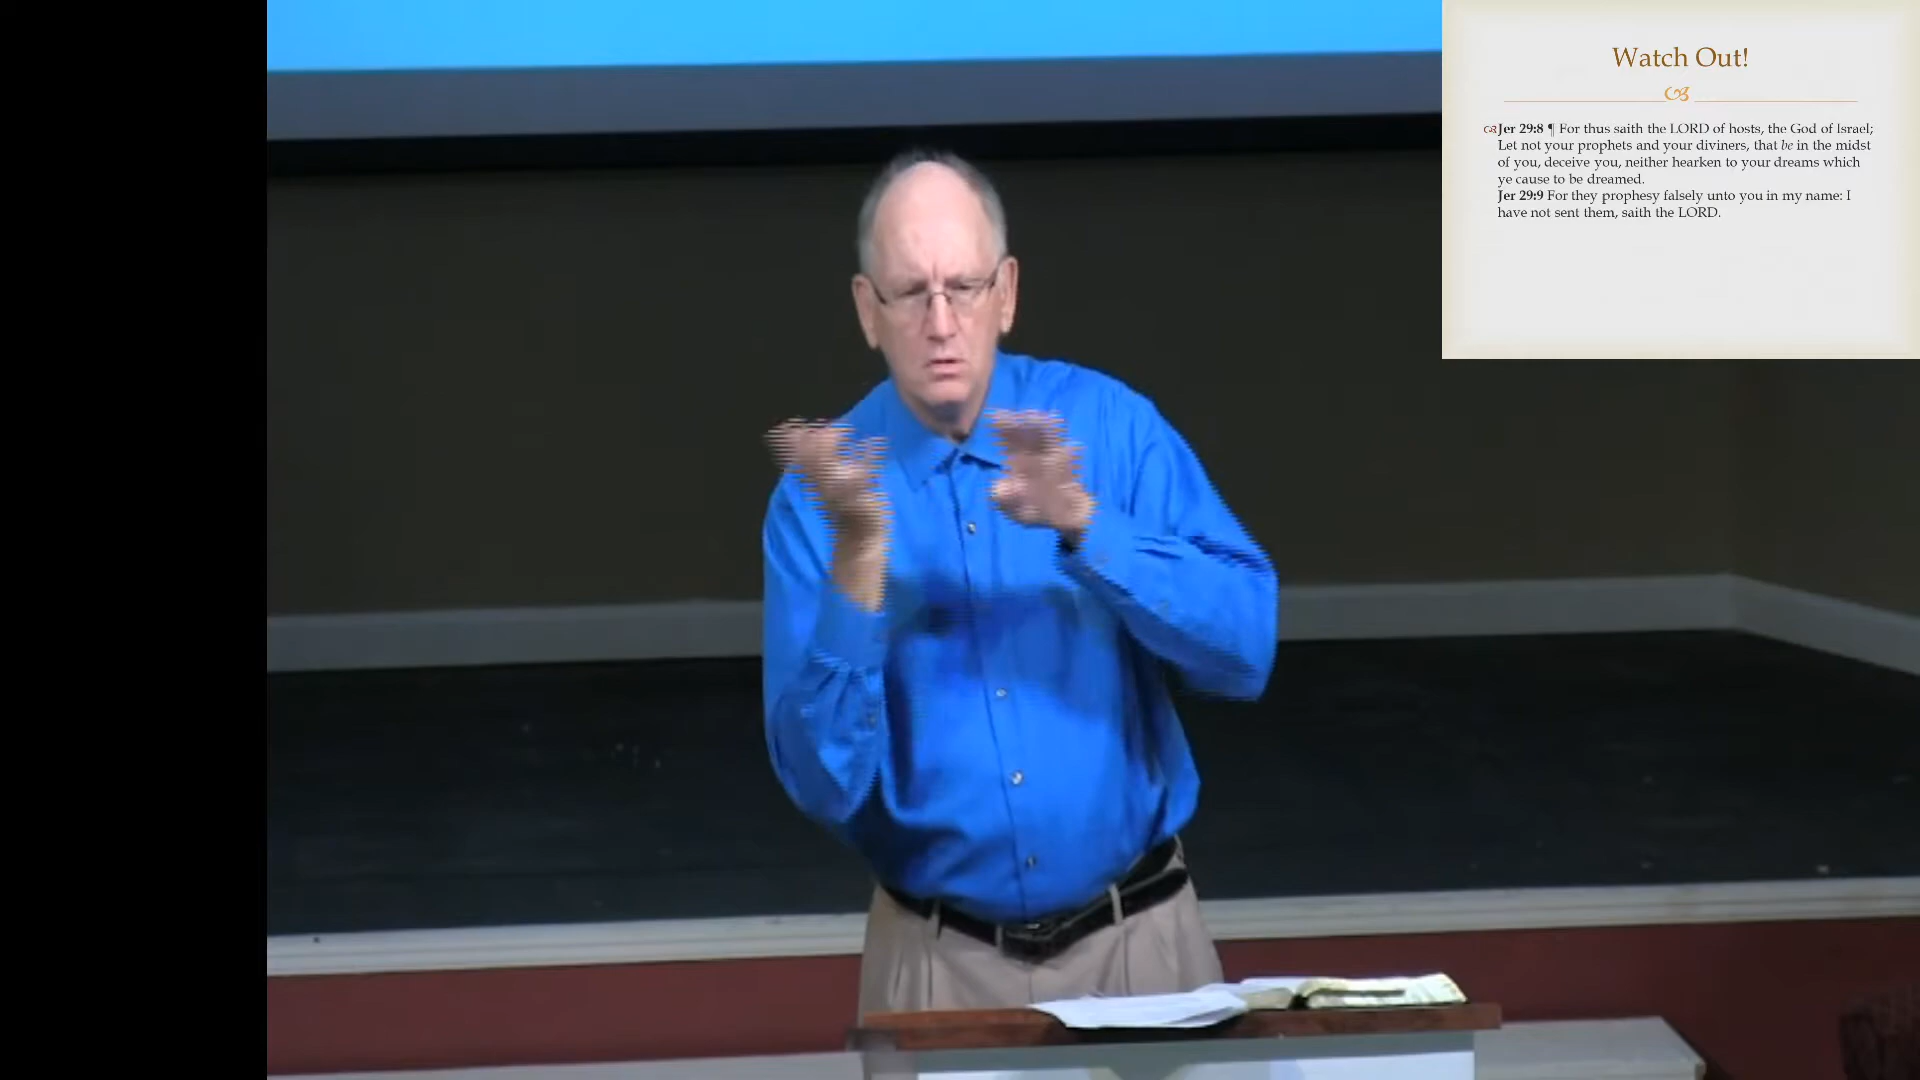 Watch Out!
Jer 29:8 ¶ For thus saith the LORD of hosts, the God of Israel;
Let not your prophets and your diviners, that be in the midst
of you, deceive you, neither hearken to your dreams which
ye cause to be dreamed.
Jer 29:9 For they prophesy falsely unto you in my name: I
have not sent them, saith the LORD.